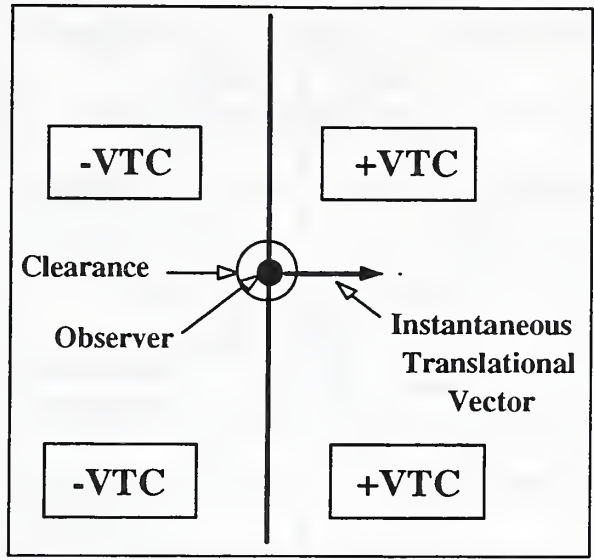 -VTC
+VTC
Clearance
Observer
Instantaneous
Translational
Vector
-VTC
+VTC